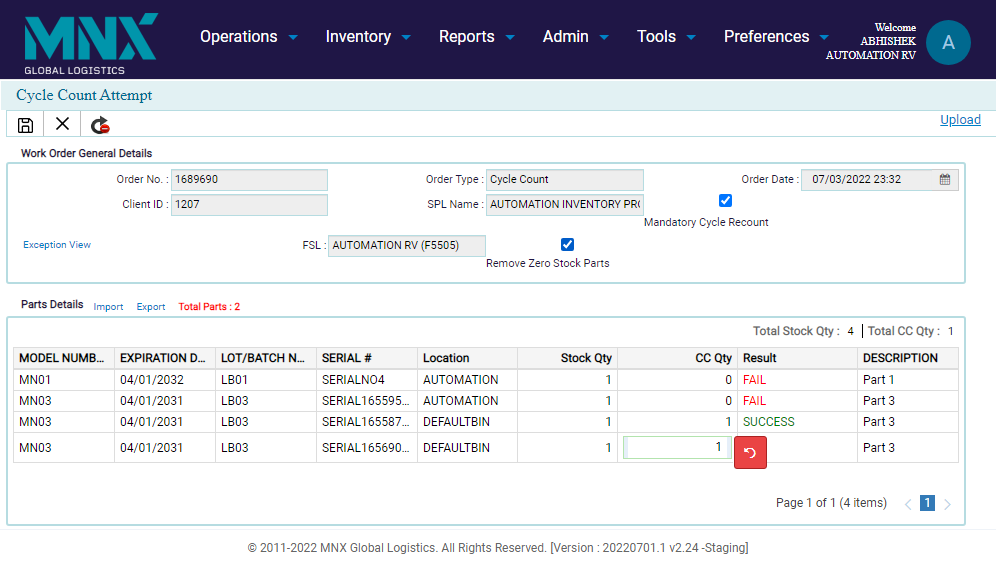 MNX
GLOBAL LOGISTICS
Operations Inventory Reports Admin Tools Preferences
Welcome
ABHISHEK
AUTOMATION RV
A
Cycle Count Attempt
Upload
Work Order General Details
Order No. : 1689690 Order Type : Cycle Count Order Date : 07/03/2022 23:32
Client ID : 1207 SPL Name : AUTOMATION INVENTORY PRO
Mandatory Cycle Recount
Exception View FSL : AUTOMATION RV (F5505)
Remove Zero Stock Parts
Parts Details Import Export Total Parts : 2
Total Stock Qty : 4 Total CC Qty : 1
MODEL NUMB... EXPIRATION D... LOT/BATCH N... SERIAL # Location Stock Qty CC Qty Result DESCRIPTION
MN01 04/01/2032 LB01 SERIALNO4 AUTOMATION 1 0 FAIL Part 1
MN03 04/01/2031 LB03 SERIAL165595... AUTOMATION 1 0 FAIL Part 3
MN03 04/01/2031 LB03 SERIAL165587... DEFAULTBIN 1 1 SUCCESS Part 3
MN03 04/01/2031 LB03 SERIAL165690... DEFAULTBIN 1 1 Part 3
Page 1 of 1 (4 items) 1
© 2011-2022 MNX Global Logistics. All Rights Reserved. [Version : 20220701.1 v2.24 -Staging]